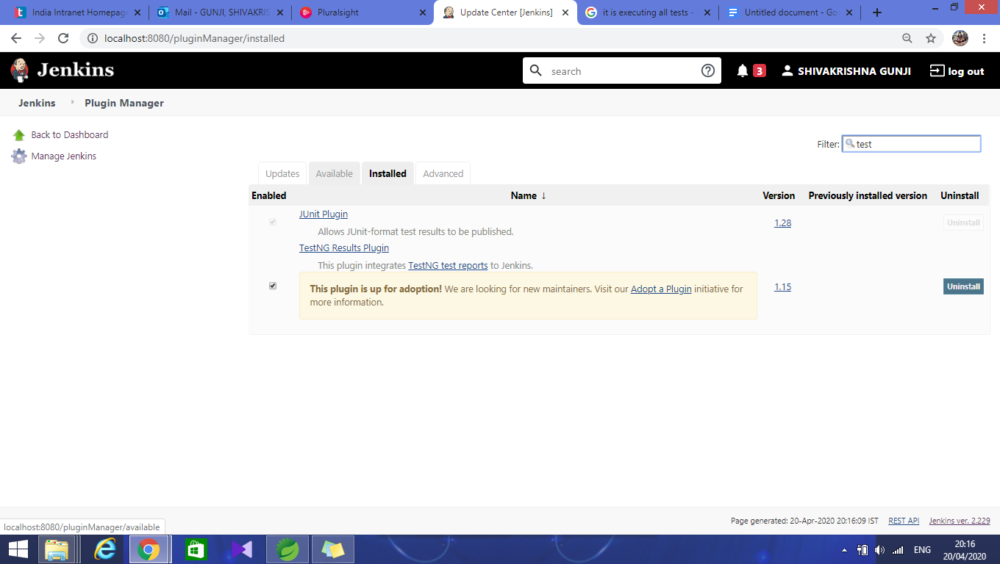 India Intranet Homepag
Mail - GUNJI, SHIVAKRIS
Pluralsight
Update Center [Jenkins]
it is executing all tests -
Untitled document - Go
localhost:8080/pluginManager/installed
Jenkins
search
3
SHIVAKRISHNA GUNJI
log out
Jenkins
Plugin Manager
Back to Dashboard
Manage Jenkins
Filter:
test
Updates
Available
Installed
Advanced
Enabled
Name ↓
Version
Previously installed version
Uninstall
JUnit Plugin
Allows JUnit-format test results to be published.
1.28
Uninstall
TestNG Results Plugin
This plugin integrates TestNG test reports to Jenkins.
This plugin is up for adoption! We are looking for new maintainers. Visit our Adopt a Plugin initiative for
more information.
1.15
Uninstall
Page generated: 20-Apr-2020 20:16:09 IST
REST API
Jenkins ver. 2.229
localhost:8080/pluginManager/available
ENG
20:16
20/04/2020